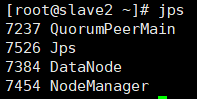 [root@slave2 ~]# jps
7237 QuorumPeerMain
7526 Jps
7384 DataNode
7454 NodeManager